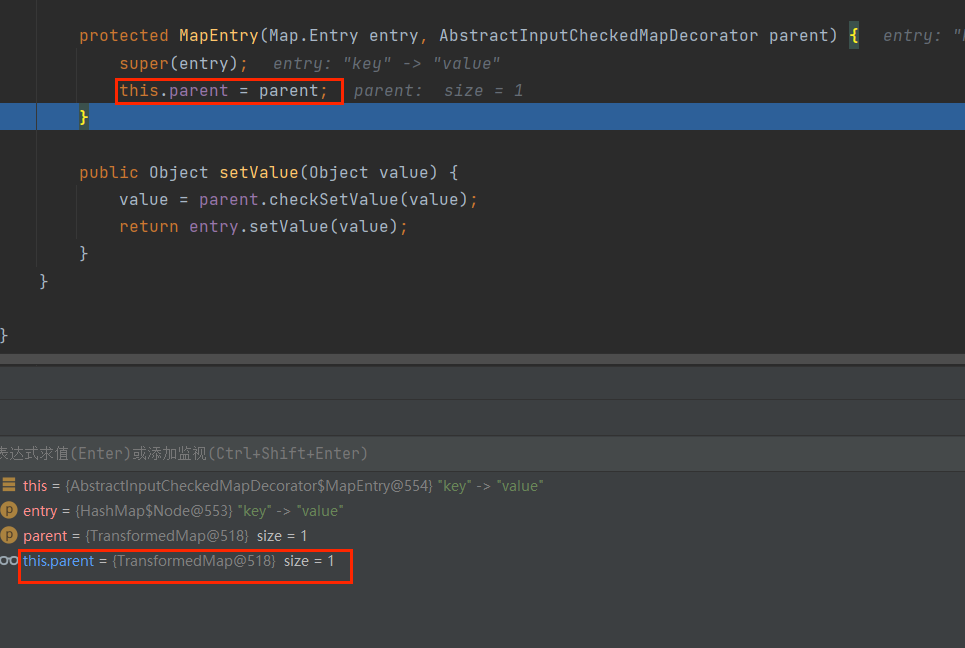 protected MapEntry(Map.Entry entry, AbstractInputCheckedMapDecorator parent) { entry: "
super(entry); entry: "key" -> "value"
this.parent = parent; parent: size = 1
}
public Object setValue(Object value) {
value = parent.checkSetValue(value);
return entry.setValue(value);
}
}
}
表达式求值(Enter)或添加监视(Ctrl+Shift+Enter)
this = {AbstractInputCheckedMapDecorator$MapEntry@554} "key" -> "value"
p entry = {HashMap$Node@553} "key" -> "value"
p parent = {TransformedMap@518} size = 1
this.parent = {TransformedMap@518} size = 1